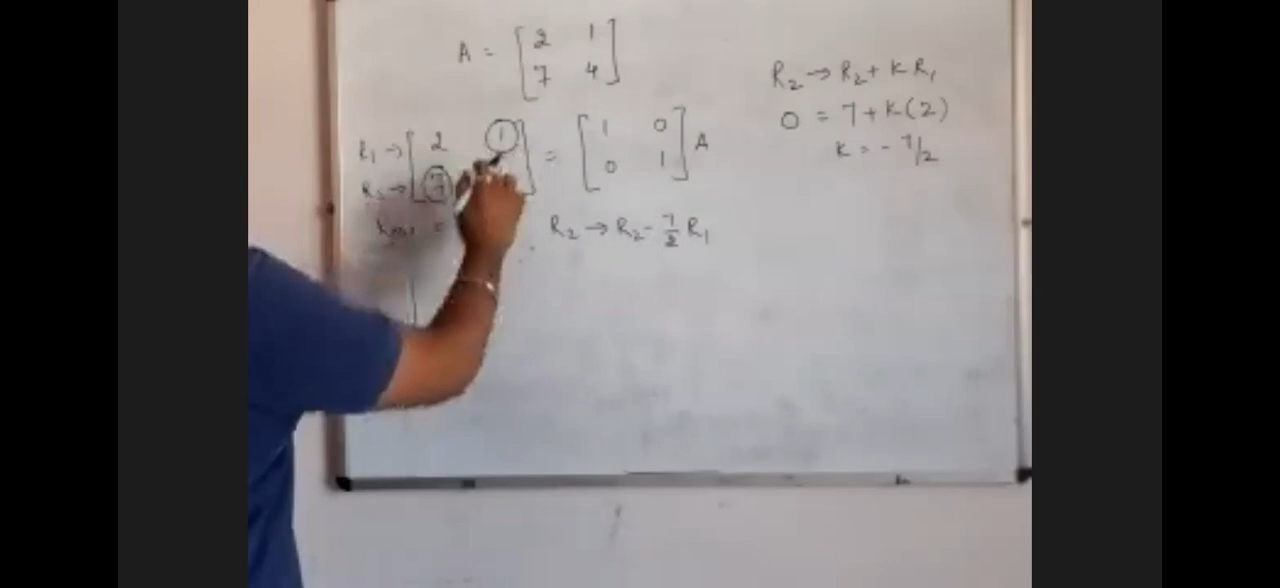 A = [ 2 1
7 4 ]
R₂ → R₂ + K R₁
0 = 7 + K(2)
K = - 7/2
R₁ → [ 2 1 ] = [ 1 0 ] A
R₂ → [ 7 ] [ 0 1 ]
R₂ → R₂ - 7/2 R₁